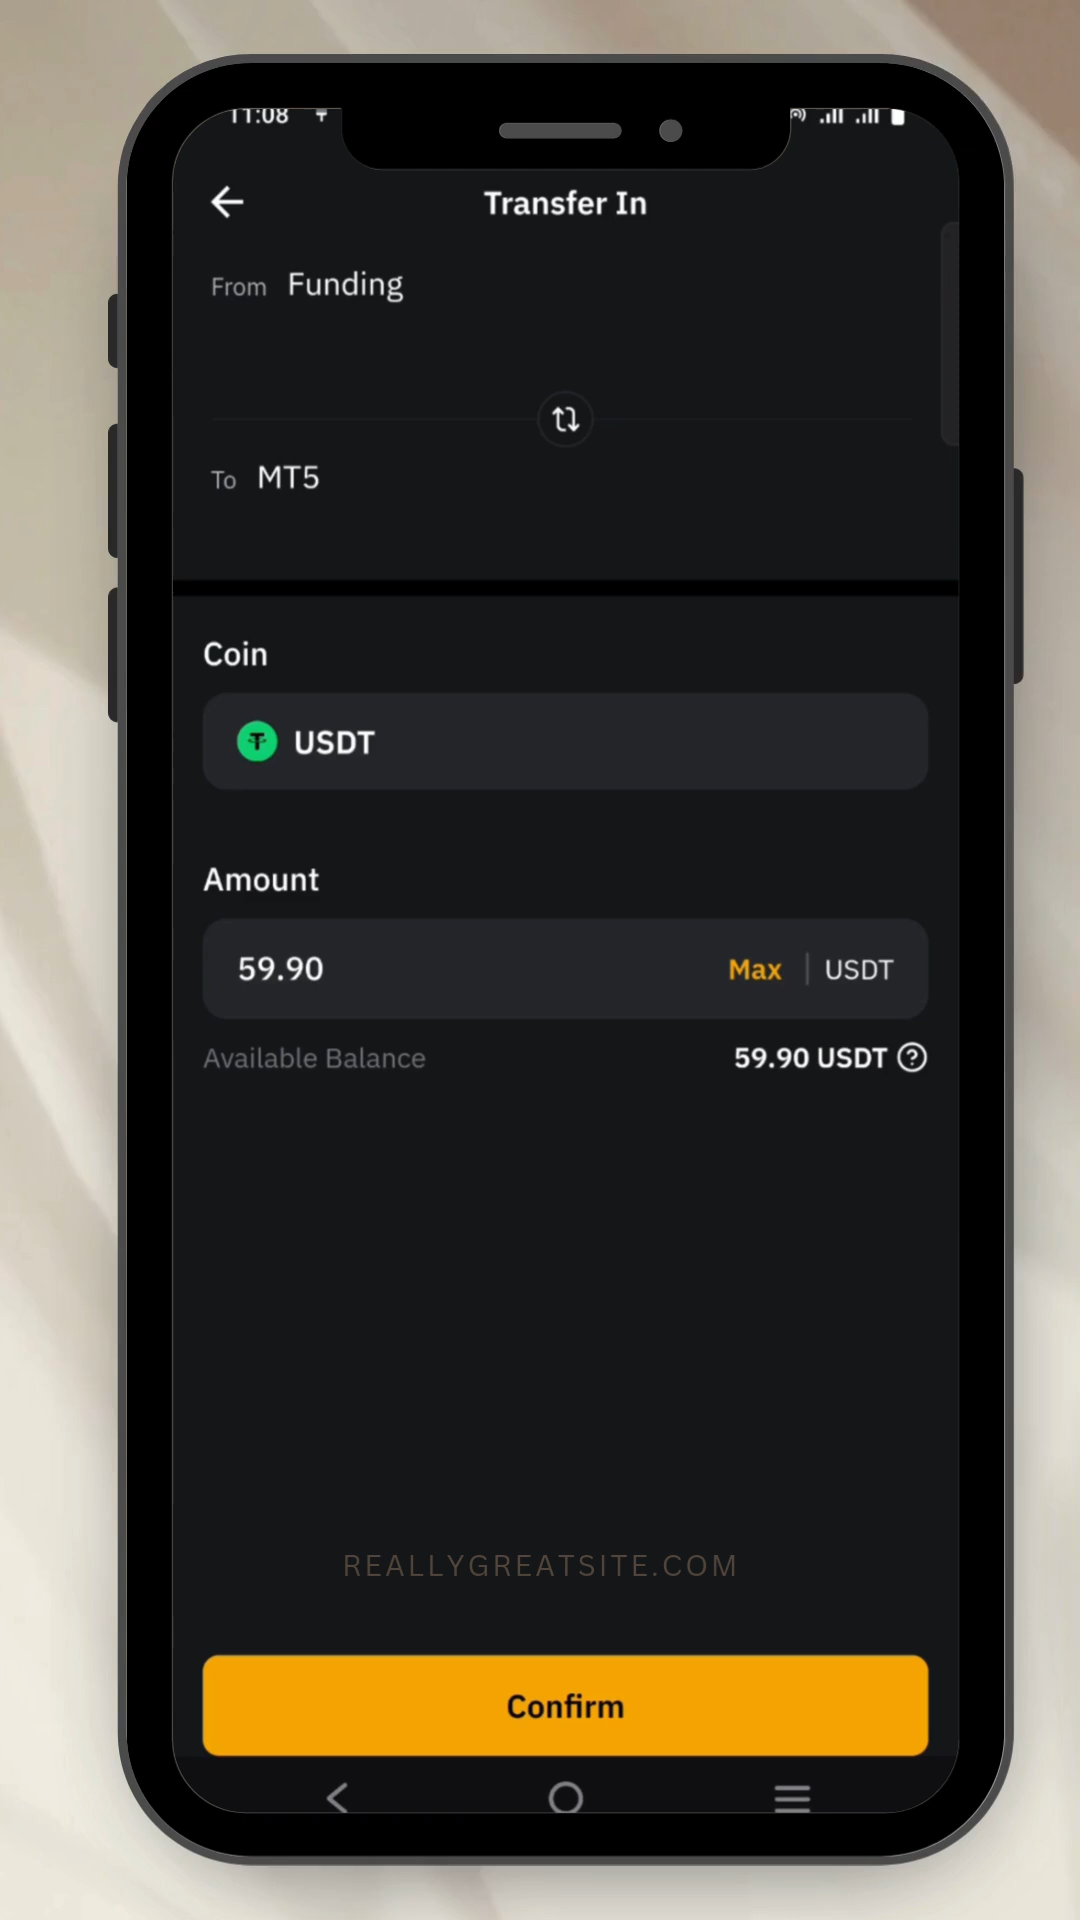 11:08
Transfer In
From Funding
To MT5
Coin
USDT
Amount
59.90 Max USDT
Available Balance 59.90 USDT
REALLYGREATSITE.COM
Confirm